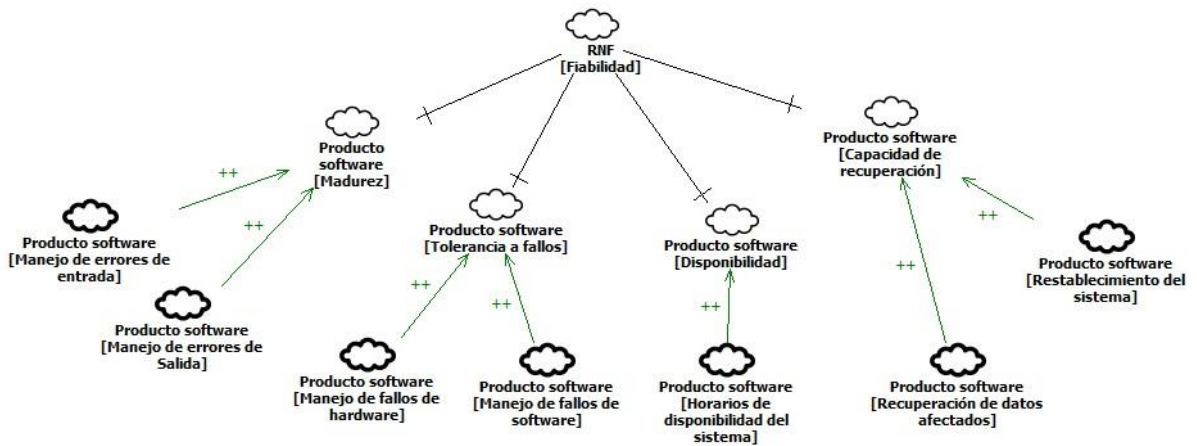 RNF
[Fiabilidad]
Producto
software
[Madurez]
Producto software
[Capacidad de
recuperación]
++
++
Producto software
[Manejo de errores de
entrada]
Producto software
[Tolerancia a fallos]
Producto software
[Disponibilidad]
++
Producto software
[Restablecimiento del
sistema]
++
++
++
++
Producto software
[Manejo de errores de
Salida]
Producto software
[Manejo de fallos de
hardware]
Producto software
[Manejo de fallos de
software]
Producto software
[Horarios de
disponibilidad del
sistema]
Producto software
[Recuperación de datos
afectados]